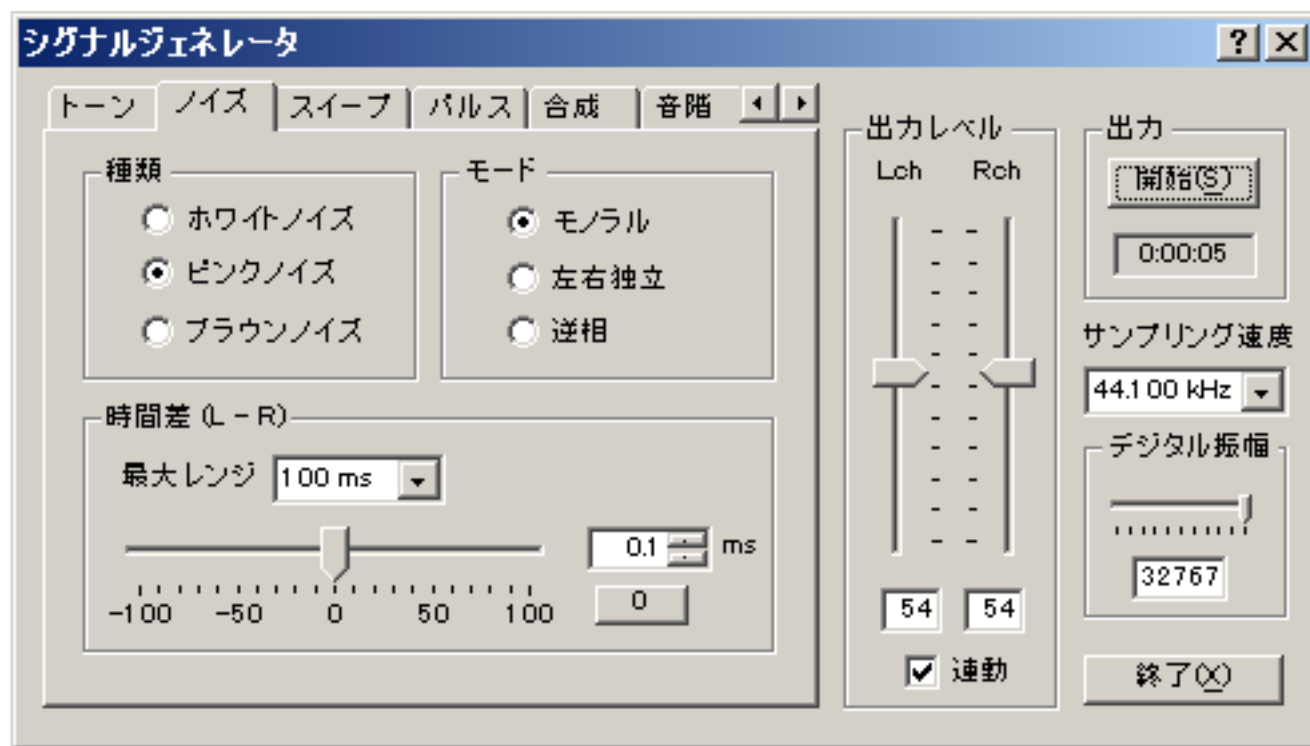 シグナルジェネレータ
トーン ノイズ スイープ パルス 合成 音階
種類
ホワイトノイズ
ピンクノイズ
ブラウンノイズ
モード
モノラル
左右独立
逆相
時間差 (L - R)
最大レンジ 100 ms
0.1 ms
-100 -50 0 50 100
0
出力レベル
Lch Rch
54 54
連動
出力
開始(S)
0:00:05
サンプリング速度
44.100 kHz
デジタル振幅
32767
終了(X)